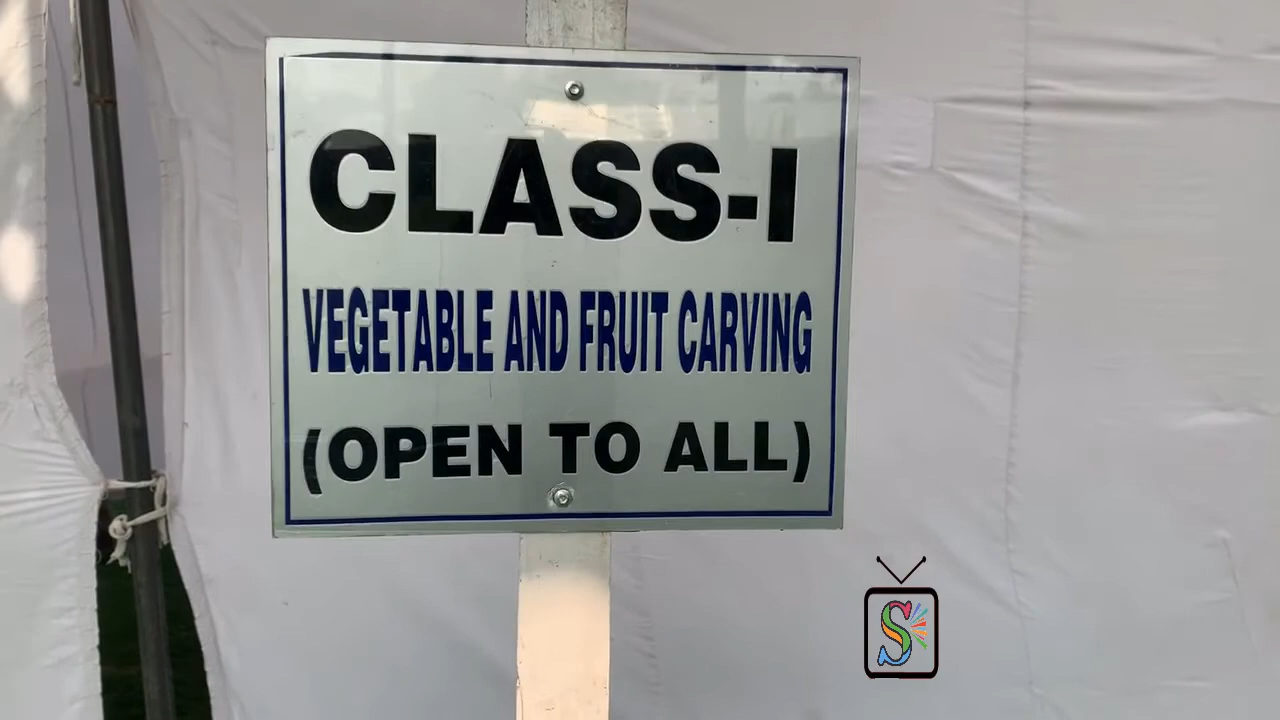 CLASS-I
VEGETABLE AND FRUIT CARVING
(OPEN TO ALL)
S